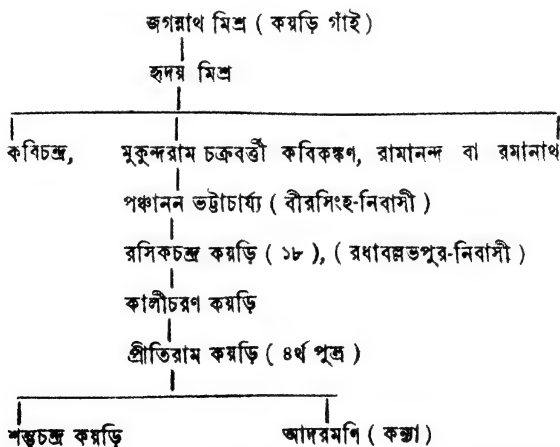 জগন্নাথ মিশ্র ( কয়ড়ি গাঁই )
হৃদয় মিশ্র
কবিচন্দ্র, মুকুন্দরাম চক্রবর্ত্তী কবিকঙ্কণ, রামানন্দ বা রমানাথ
পঞ্চানন ভট্টাচার্য্য ( বীরসিংহ-নিবাসী )
রসিকচন্দ্র কয়ড়ি ( ১৮ ), ( রধাবল্লভপুর-নিবাসী )
কালীচরণ কয়ড়ি
প্রীতিরাম কয়ড়ি ( ৪র্থ পুত্র )
শম্ভুচন্দ্র কয়ড়ি আদরমণি ( কন্যা )